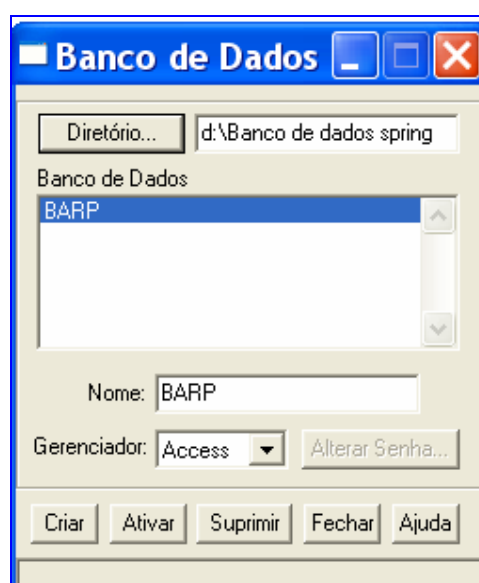 Banco de Dados
Diretório... d:\Banco de dados spring
Banco de Dados
BARP
Nome: BARP
Gerenciador: Access Alterar Senha...
Criar Ativar Suprimir Fechar Ajuda